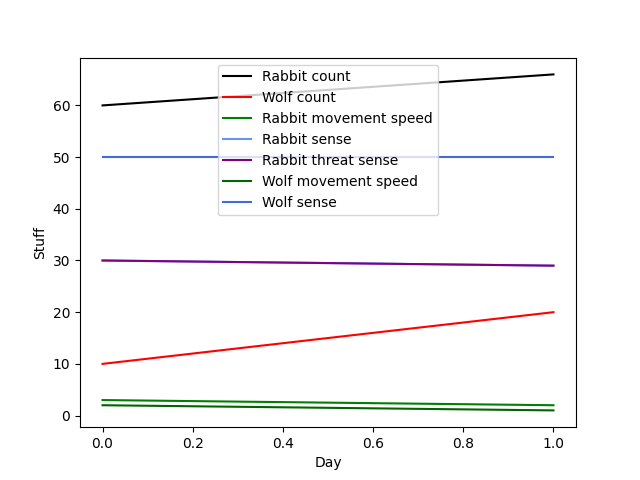 Rabbit count
Wolf count
Rabbit movement speed
Rabbit sense
Rabbit threat sense
Wolf movement speed
Wolf sense
60
50
40
30
20
10
0
Stuff
0.0 0.2 0.4 0.6 0.8 1.0
Day